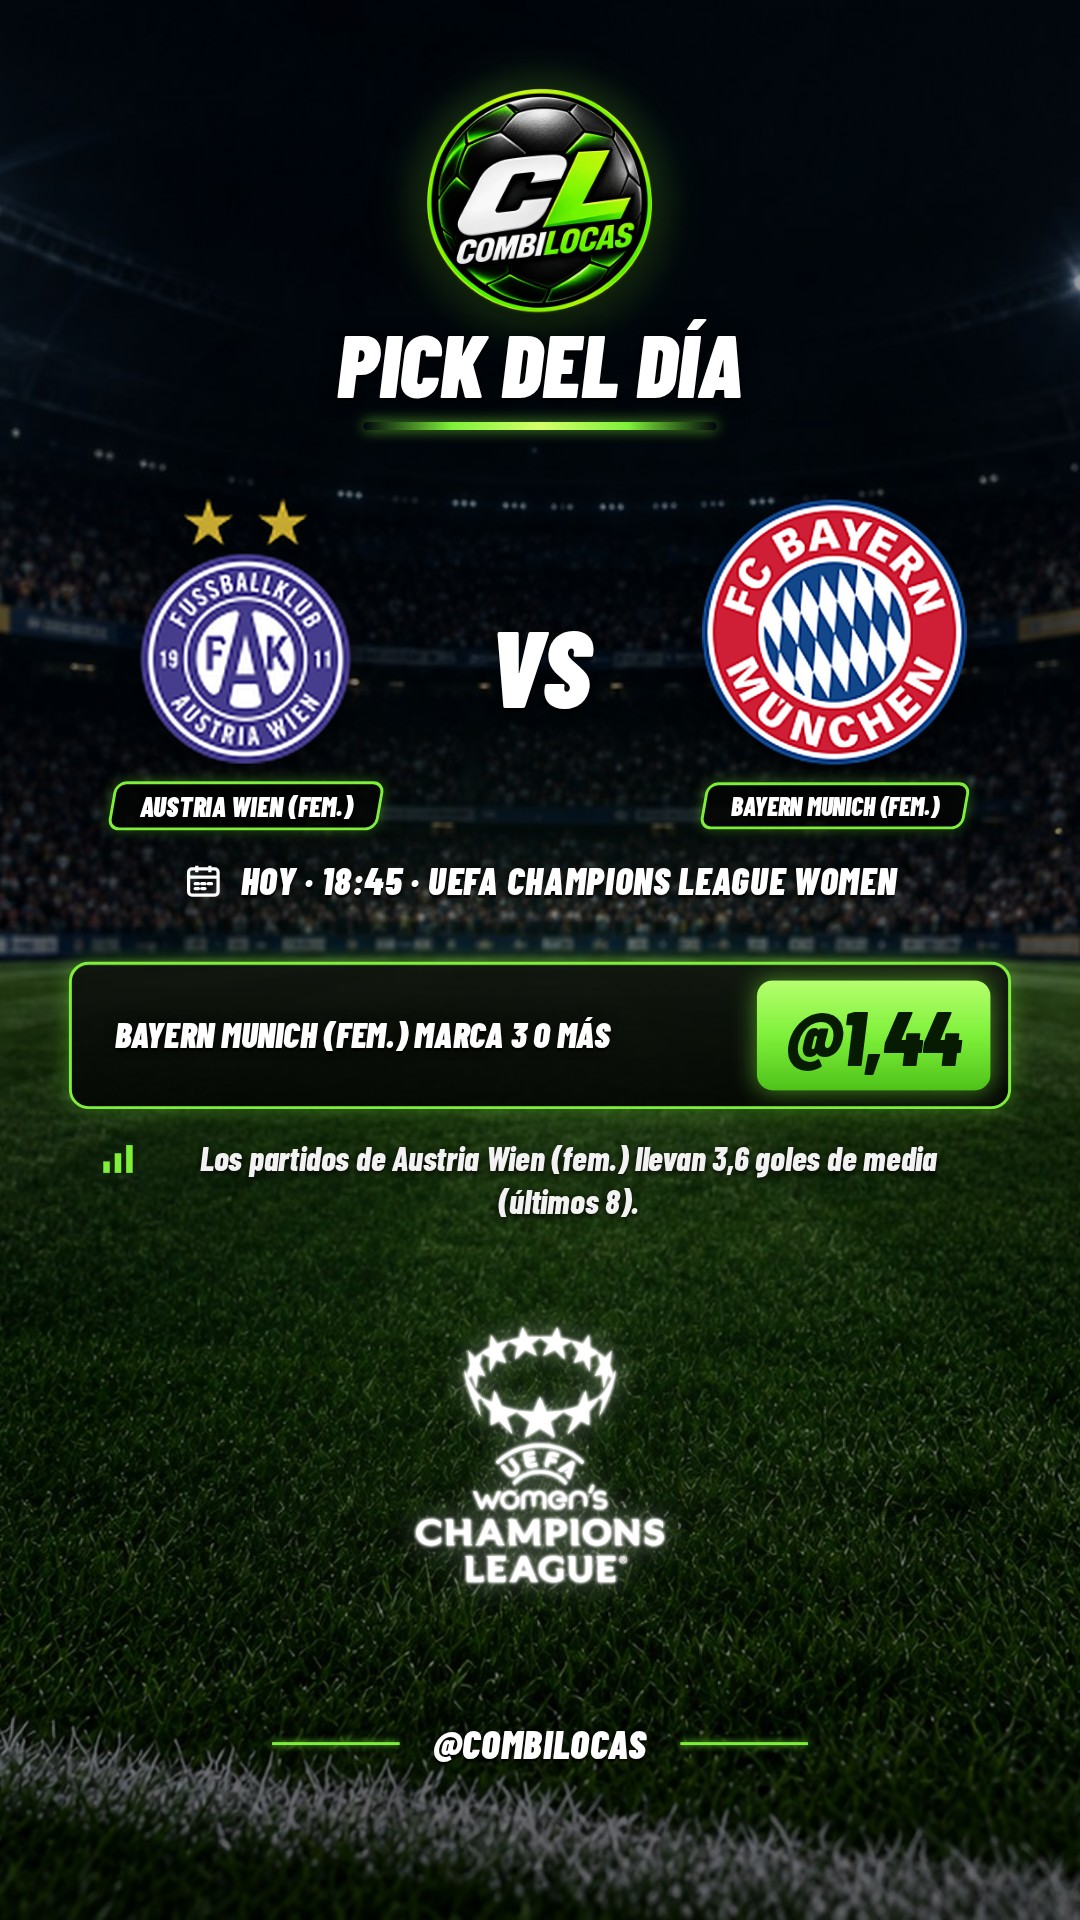 CL
COMBILOCAS
PICK DEL DÍA
FUSSBALLKLUB
19 FAK 11
AUSTRIA WIEN
VS
FC BAYERN
MÜNCHEN
AUSTRIA WIEN (FEM.)
BAYERN MUNICH (FEM.)
HOY · 18:45 · UEFA CHAMPIONS LEAGUE WOMEN
BAYERN MUNICH (FEM.) MARCA 3 O MÁS
@1,44
Los partidos de Austria Wien (fem.) llevan 3,6 goles de media
(últimos 8).
UEFA
women's
CHAMPIONS
LEAGUE®
@COMBILOCAS